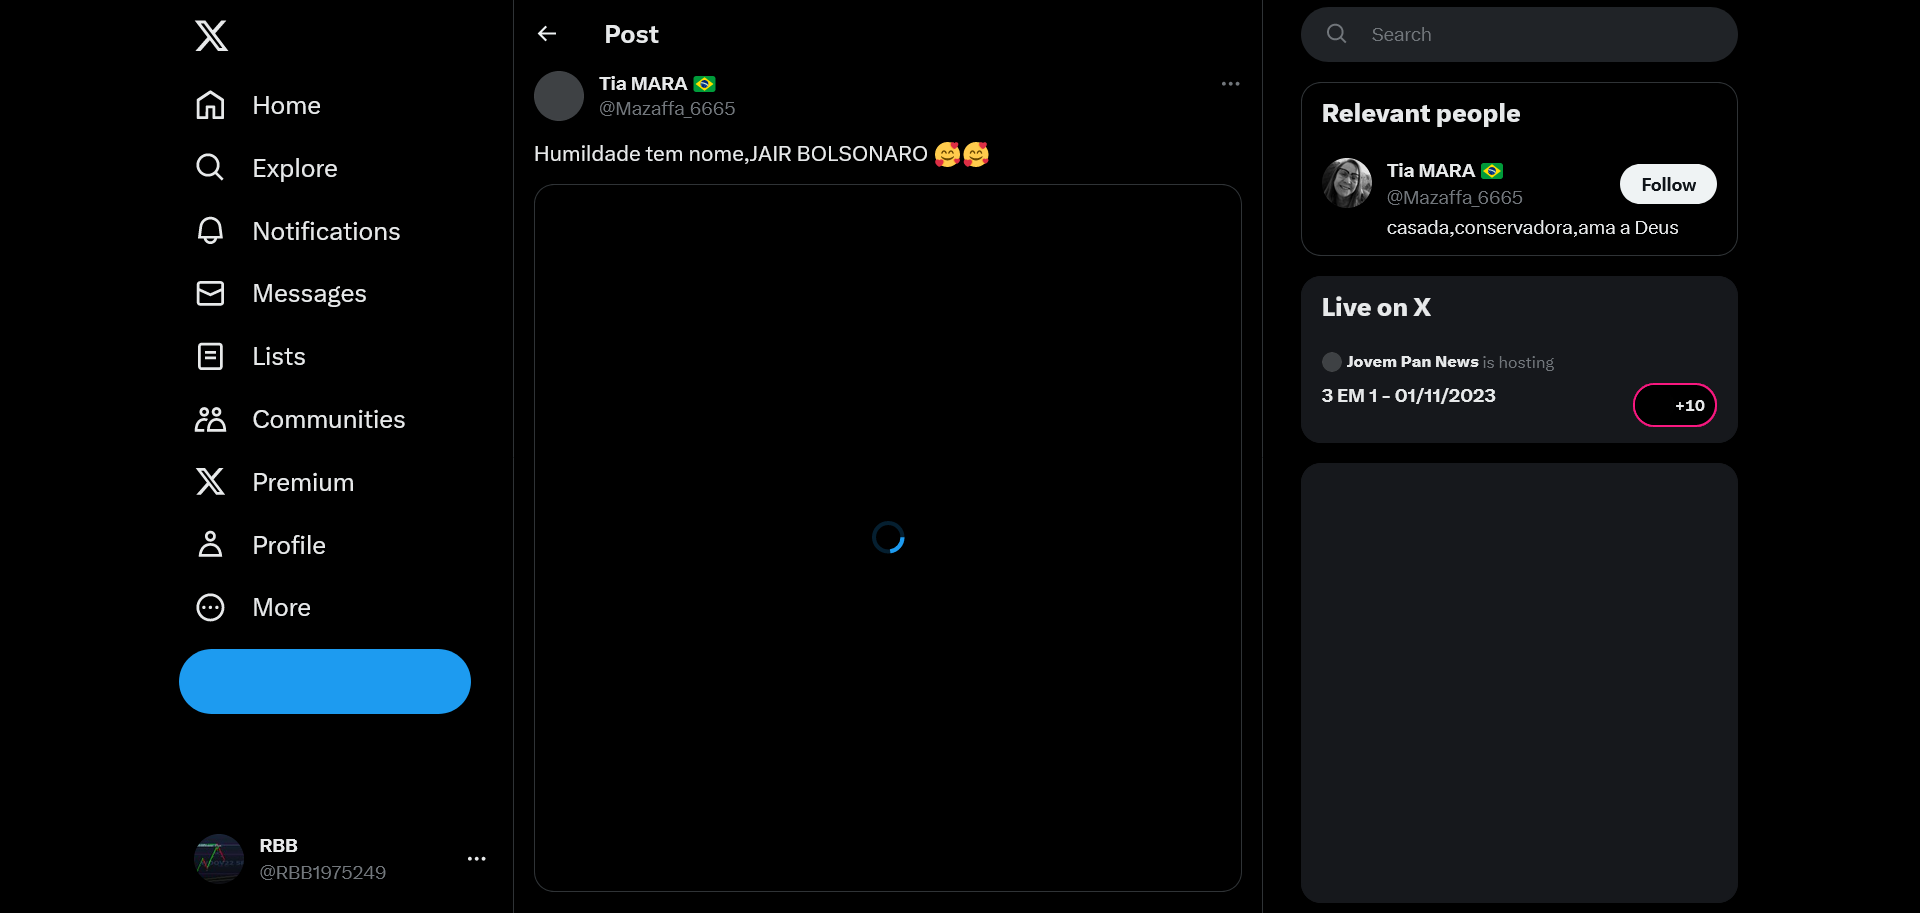 Home
Explore
Notifications
Messages
Lists
Communities
Premium
Profile
More
RBB
@RBB1975249
Post
Tia MARA 🇧🇷
@Mazaffa_6665
Humildade tem nome,JAIR BOLSONARO 🥰🥰
Search
Relevant people
Tia MARA 🇧🇷
@Mazaffa_6665
Follow
casada,conservadora,ama a Deus
Live on X
Jovem Pan News is hosting
3 EM 1 - 01/11/2023
+10